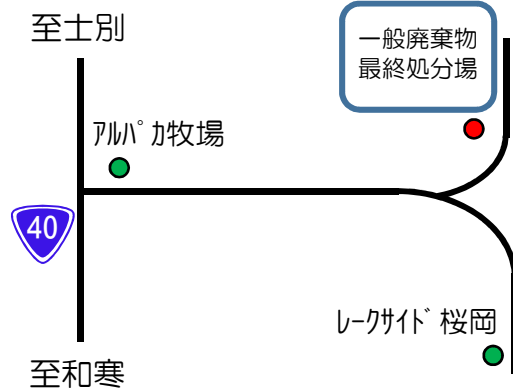 至士別
一般廃棄物
最終処分場
ｱﾙﾊﾟｶ牧場
40
ﾚｰｸｻｲﾄﾞ桜岡
至和寒